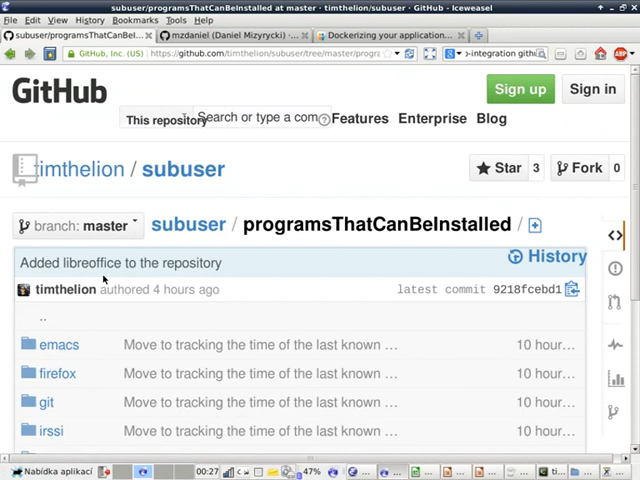 subuser/programsThatCanBeInstalled at master · timthelion/subuser · GitHub - Iceweasel
File Edit View History Bookmarks Tools Help
subuser/programsThatCanBeI... mzdaniel (Daniel Mizyrycki) · ... Dockerizing your application...
GitHub, Inc. (US) https://github.com/timthelion/subuser/tree/master/progra -integration githu
GitHub Sign up Sign in
This repository Search or type a com Features Enterprise Blog
timthelion / subuser Star 3 Fork 0
branch: master subuser / programsThatCanBeInstalled /
Added libreoffice to the repository History
timthelion authored 4 hours ago latest commit 9218fcebd1
..
emacs Move to tracking the time of the last known … 10 hour…
firefox Move to tracking the time of the last known … 10 hour…
git Move to tracking the time of the last known … 10 hour…
irssi Move to tracking the time of the last known … 10 hour…
Nabídka aplikací 00:27 47%